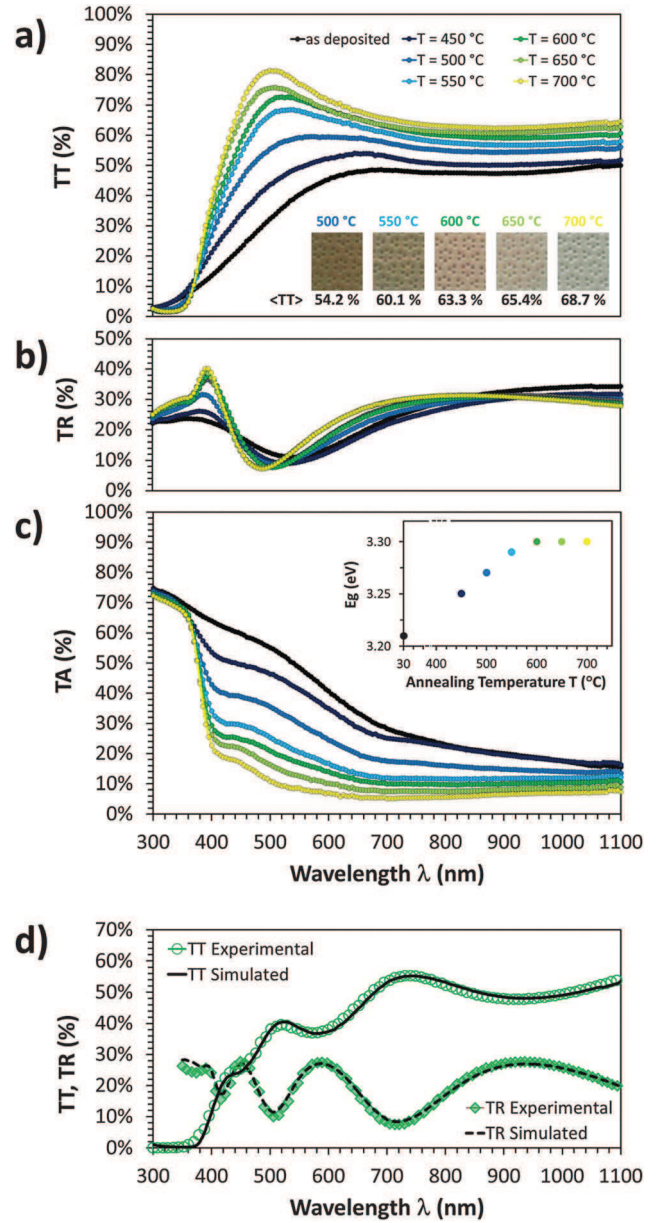 a)
100%
90%
80%
70%
60%
50%
40%
30%
20%
10%
0%
TT (%)
as deposited
T = 450 °C
T = 600 °C
T = 500 °C
T = 650 °C
T = 550 °C
T = 700 °C
500 °C 550 °C 600 °C 650 °C 700 °C
<TT> 54.2 % 60.1 % 63.3 % 65.4% 68.7 %
b)
50%
40%
30%
20%
10%
0%
TR (%)
c)
100%
90%
80%
70%
60%
50%
40%
30%
20%
10%
0%
TA (%)
3.30
3.25
3.20
Eg (eV)
30 400 500 600 700
Annealing Temperature T (°C)
300 400 500 600 700 800 900 1000 1100
Wavelength λ (nm)
d)
70%
60%
50%
40%
30%
20%
10%
0%
TT, TR (%)
TT Experimental
TT Simulated
TR Experimental
TR Simulated
300 400 500 600 700 800 900 1000 1100
Wavelength λ (nm)